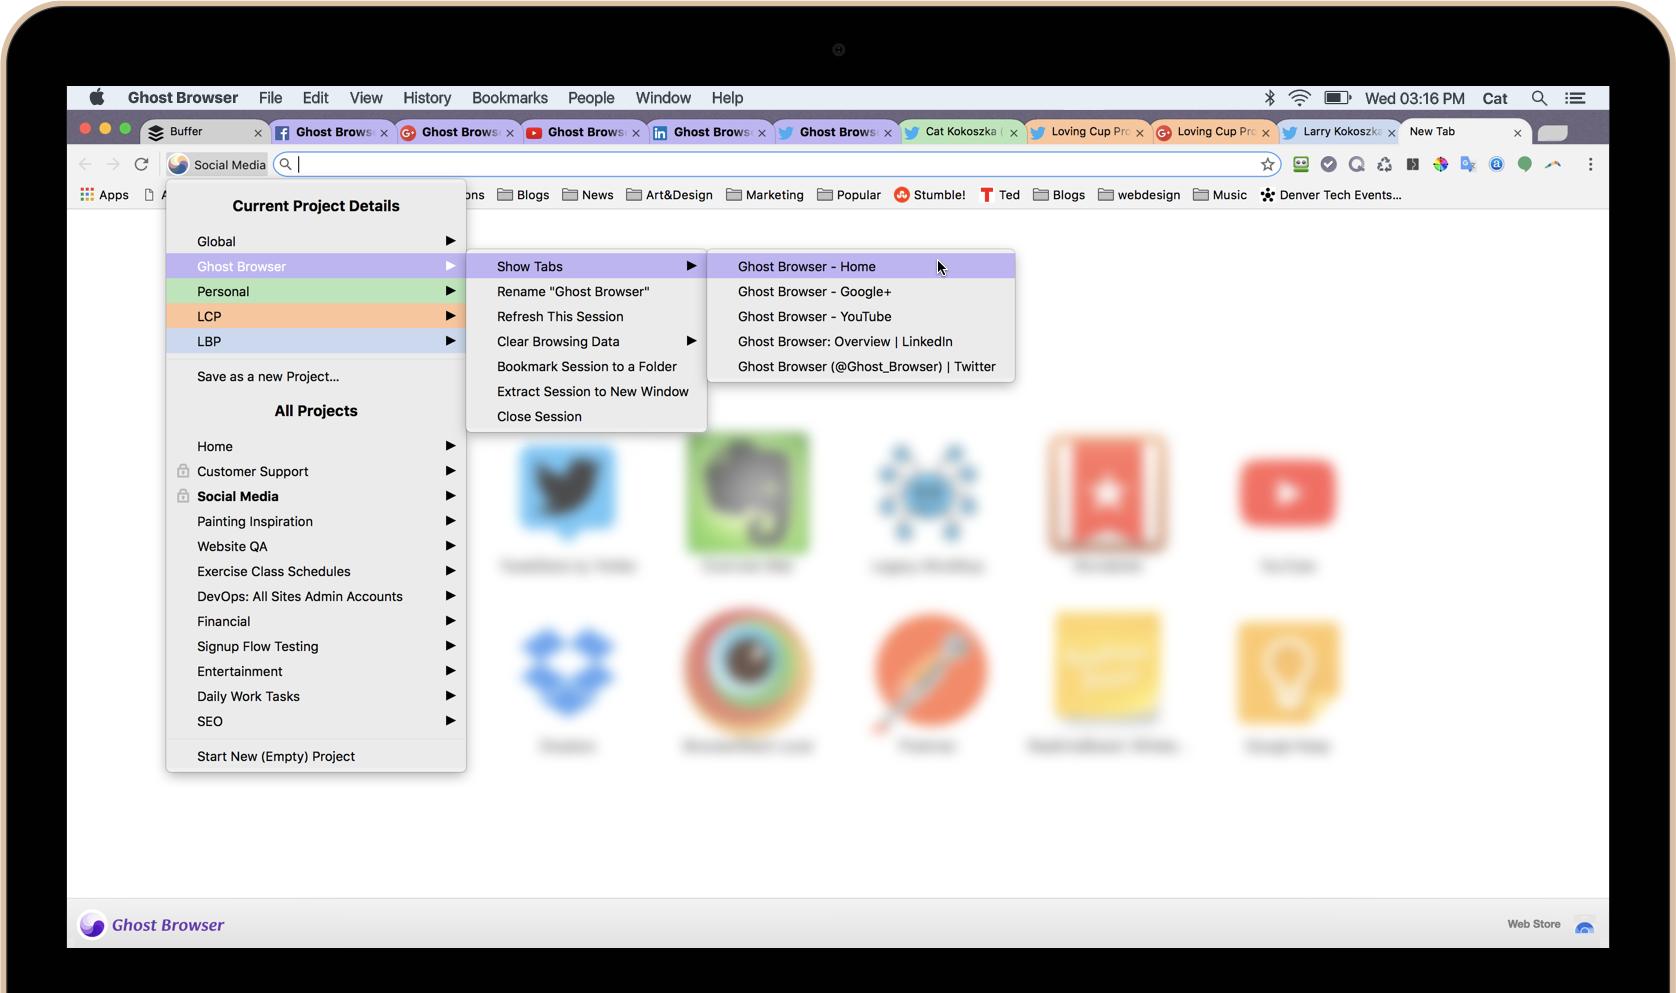 Ghost Browser File Edit View History Bookmarks People Window Help Wed 03:16 PM Cat
Buffer Ghost Brows Ghost Brows Ghost Brows Ghost Brows Ghost Brows Cat Kokoszka ( Loving Cup Pro Loving Cup Pro Larry Kokoszka New Tab
Social Media
Apps A ons Blogs News Art&Design Marketing Popular Stumble! Ted Blogs webdesign Music Denver Tech Events...
Current Project Details
Global
Ghost Browser
Personal
LCP
LBP
Save as a new Project...
All Projects
Home
Customer Support
Social Media
Painting Inspiration
Website QA
Exercise Class Schedules
DevOps: All Sites Admin Accounts
Financial
Signup Flow Testing
Entertainment
Daily Work Tasks
SEO
Start New (Empty) Project
Show Tabs
Rename "Ghost Browser"
Refresh This Session
Clear Browsing Data
Bookmark Session to a Folder
Extract Session to New Window
Close Session
Ghost Browser - Home
Ghost Browser - Google+
Ghost Browser - YouTube
Ghost Browser: Overview | LinkedIn
Ghost Browser (@Ghost_Browser) | Twitter
Ghost Browser
Web Store